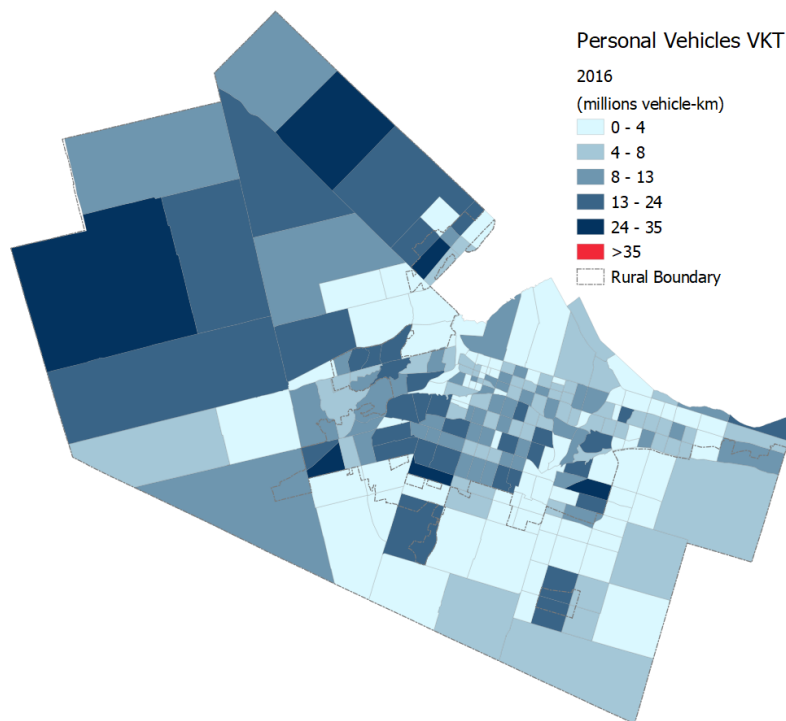 Personal Vehicles VKT
2016
(millions vehicle-km)
0 - 4
4 - 8
8 - 13
13 - 24
24 - 35
>35
Rural Boundary